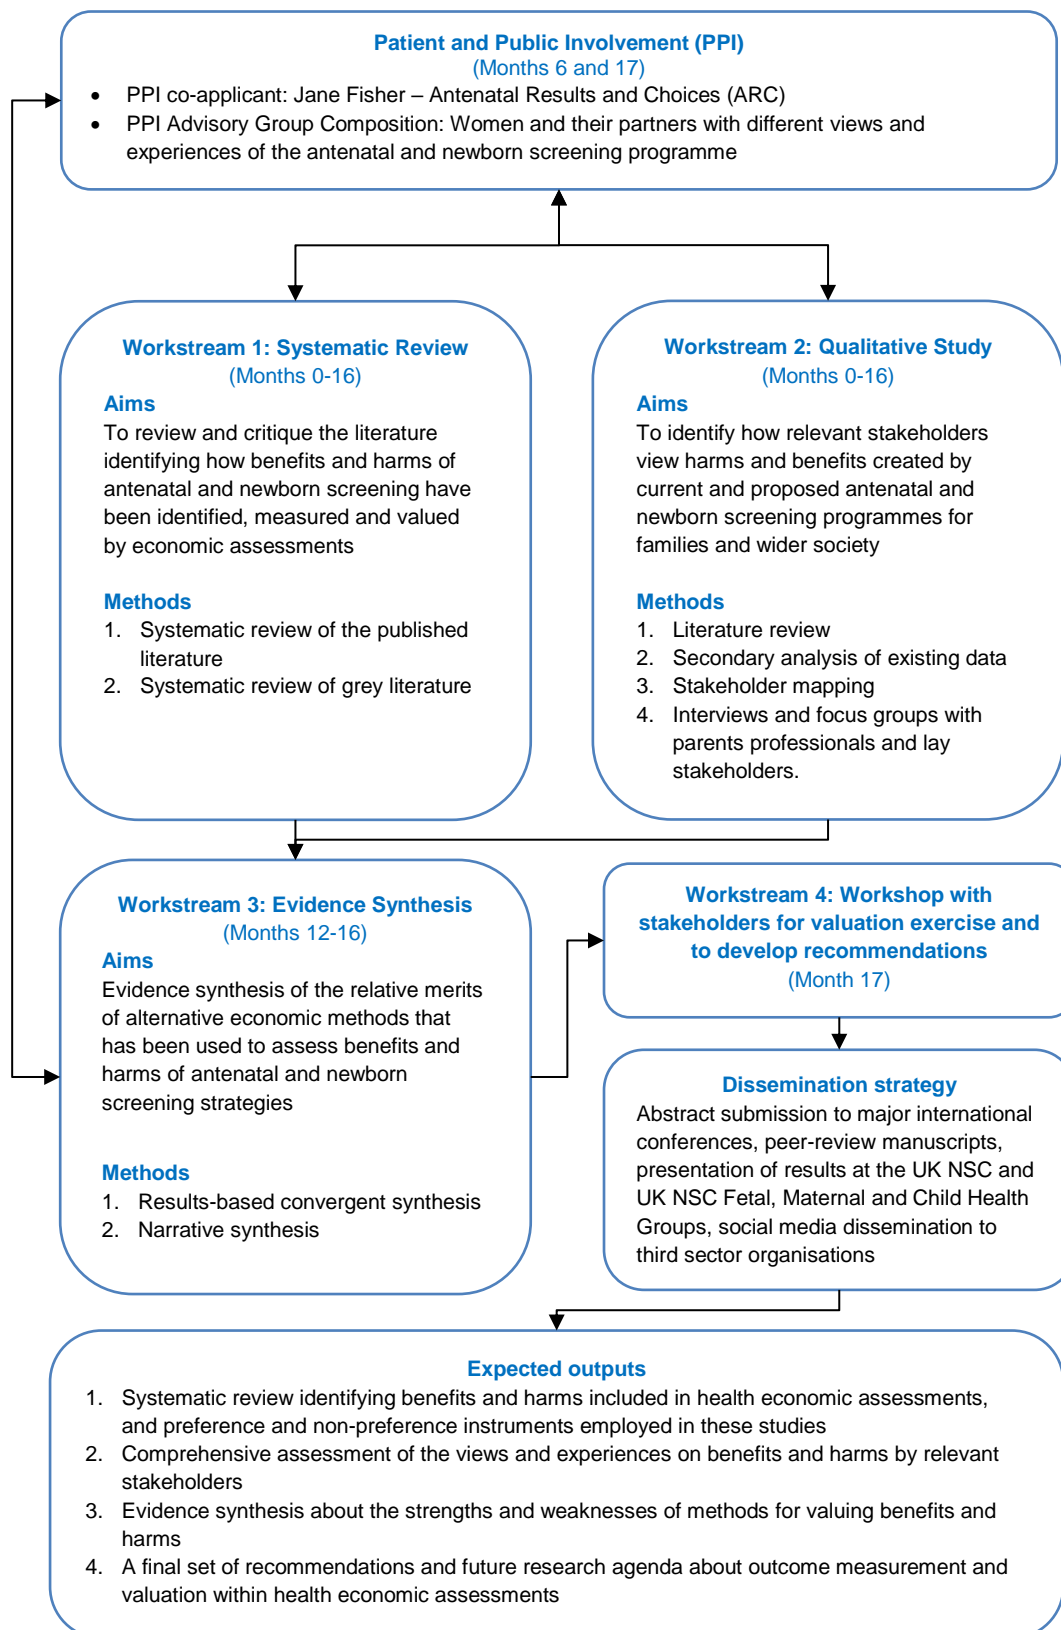 Patient and Public Involvement (PPI)
(Months 6 and 17)
• PPI co-applicant: Jane Fisher – Antenatal Results and Choices (ARC)
• PPI Advisory Group Composition: Women and their partners with different views and
experiences of the antenatal and newborn screening programme
Workstream 1: Systematic Review
(Months 0-16)
Aims
To review and critique the literature
identifying how benefits and harms of
antenatal and newborn screening have
been identified, measured and valued
by economic assessments
Methods
1. Systematic review of the published
literature
2. Systematic review of grey literature
Workstream 2: Qualitative Study
(Months 0-16)
Aims
To identify how relevant stakeholders
view harms and benefits created by
current and proposed antenatal and
newborn screening programmes for
families and wider society
Methods
1. Literature review
2. Secondary analysis of existing data
3. Stakeholder mapping
4. Interviews and focus groups with
parents professionals and lay
stakeholders.
Workstream 3: Evidence Synthesis
(Months 12-16)
Aims
Evidence synthesis of the relative merits
of alternative economic methods that
has been used to assess benefits and
harms of antenatal and newborn
screening strategies
Methods
1. Results-based convergent synthesis
2. Narrative synthesis
Workstream 4: Workshop with
stakeholders for valuation exercise and
to develop recommendations
(Month 17)
Dissemination strategy
Abstract submission to major international
conferences, peer-review manuscripts,
presentation of results at the UK NSC and
UK NSC Fetal, Maternal and Child Health
Groups, social media dissemination to
third sector organisations
Expected outputs
1. Systematic review identifying benefits and harms included in health economic assessments,
and preference and non-preference instruments employed in these studies
2. Comprehensive assessment of the views and experiences on benefits and harms by relevant
stakeholders
3. Evidence synthesis about the strengths and weaknesses of methods for valuing benefits and
harms
4. A final set of recommendations and future research agenda about outcome measurement and
valuation within health economic assessments